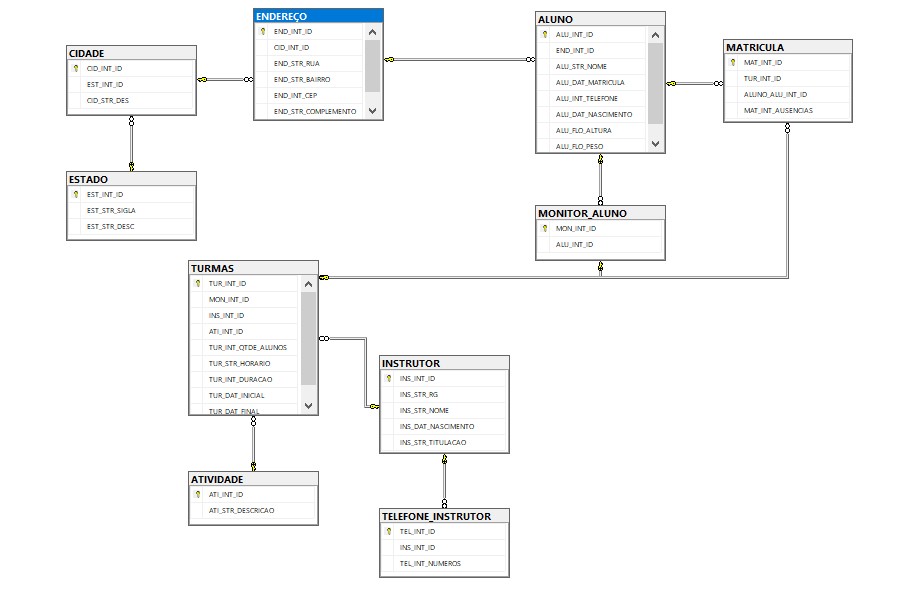 ENDEREÇO
END_INT_ID
CID_INT_ID
END_STR_RUA
END_STR_BAIRRO
END_INT_CEP
END_STR_COMPLEMENTO
ALUNO
ALU_INT_ID
END_INT_ID
ALU_STR_NOME
ALU_DAT_MATRICULA
ALU_INT_TELEFONE
ALU_DAT_NASCIMENTO
ALU_FLO_ALTURA
ALU_FLO_PESO
MATRICULA
MAT_INT_ID
TUR_INT_ID
ALUNO_ALU_INT_ID
MAT_INT_AUSENCIAS
CIDADE
CID_INT_ID
EST_INT_ID
CID_STR_DES
ESTADO
EST_INT_ID
EST_STR_SIGLA
EST_STR_DESC
MONITOR_ALUNO
MON_INT_ID
ALU_INT_ID
TURMAS
TUR_INT_ID
MON_INT_ID
INS_INT_ID
ATI_INT_ID
TUR_INT_QTDE_ALUNOS
TUR_STR_HORARIO
TUR_INT_DURACAO
TUR_DAT_INICIAL
TUR_DAT_FINAL
INSTRUTOR
INS_INT_ID
INS_STR_RG
INS_STR_NOME
INS_DAT_NASCIMENTO
INS_STR_TITULACAO
ATIVIDADE
ATI_INT_ID
ATI_STR_DESCRICAO
TELEFONE_INSTRUTOR
TEL_INT_ID
INS_INT_ID
TEL_INT_NUMEROS